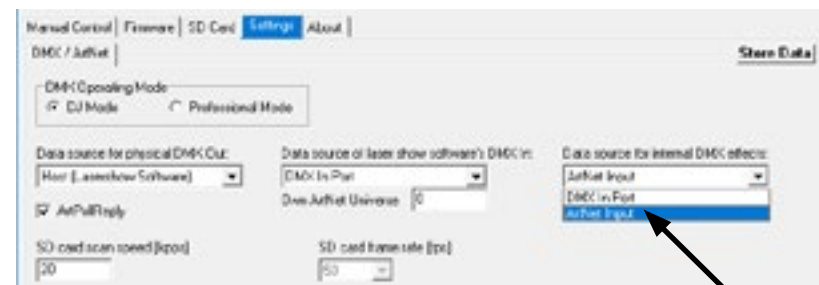 Manual Control Firmware SD Card Settings About
DMX / ArtNet
Store Data
DMX Operating Mode
DJ Mode Professional Mode
Data source for physical DMX Out:
Host (Lasershow Software)
Data source of laser show software's DMX In:
DMX In Port
Data source for internal DMX effects:
ArtNet Input
DMX In Port
ArtNet Input
Own ArtNet Universe 0
ArtPollReply
SD card scan speed [kpps]
30
SD card frame rate [fps]
50